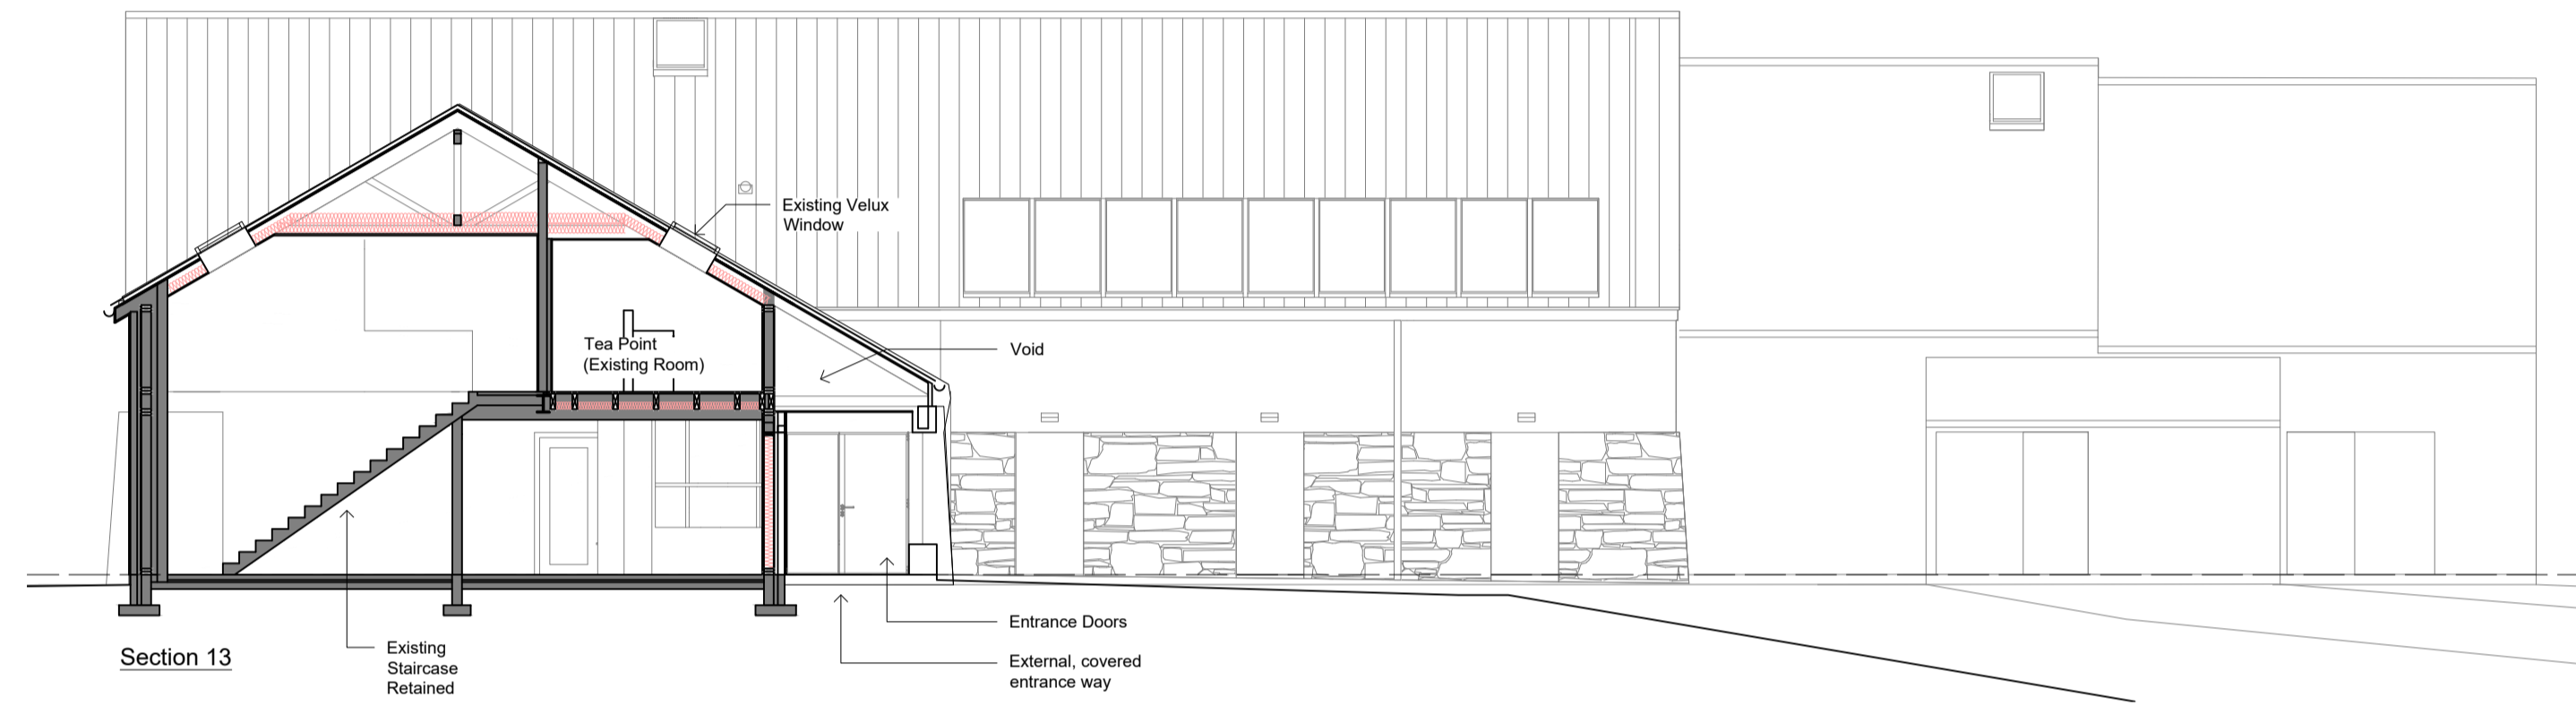 Existing Velux
Window
Tea Point
(Existing Room)
Void
Entrance Doors
External, covered
entrance way
Existing
Staircase
Retained
Section 13